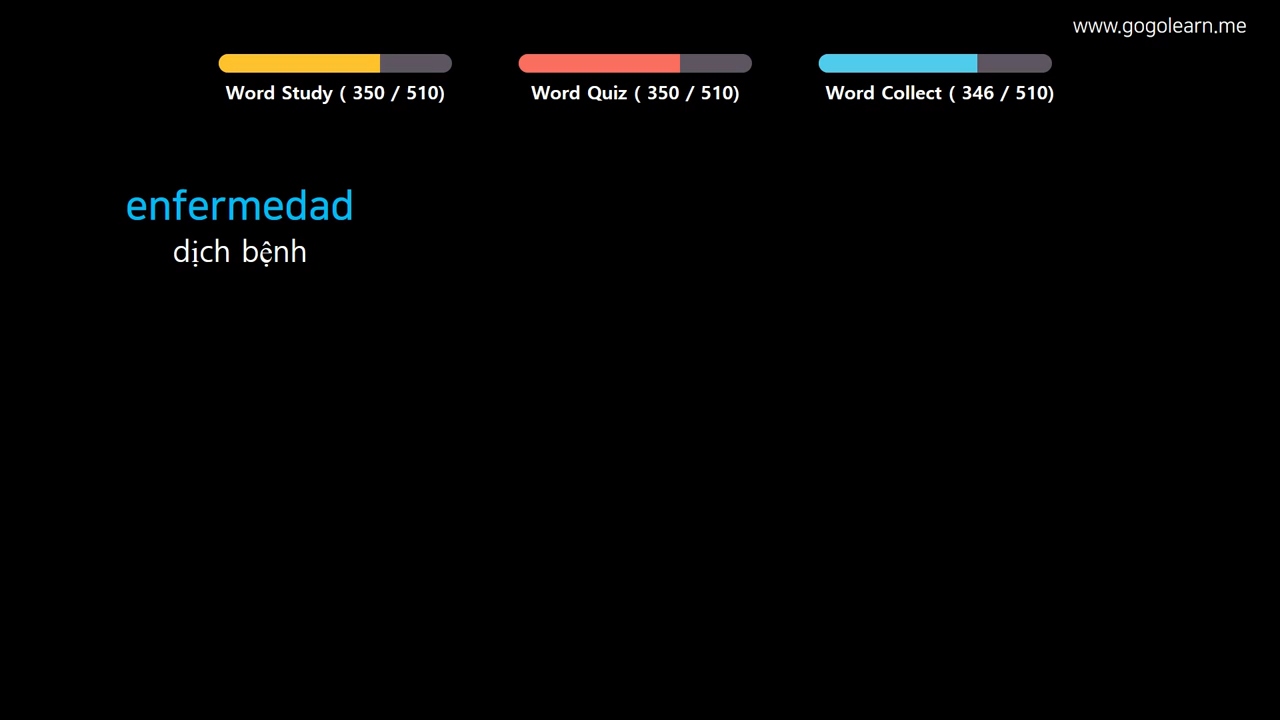 www.gogolearn.me
Word Study ( 350 / 510)
Word Quiz ( 350 / 510)
Word Collect ( 346 / 510)
enfermedad
dịch bệnh